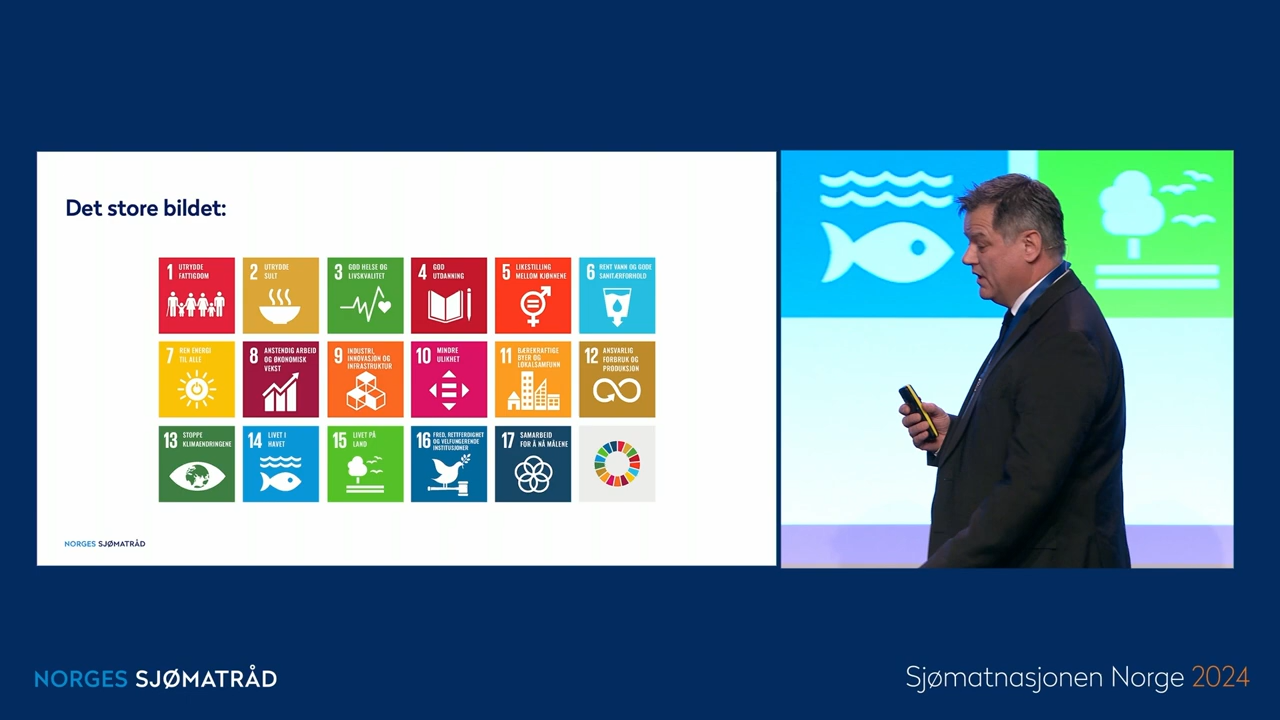 Det store bildet:
1 UTRYDDE
FATTIGDOM
2 UTRYDDE
SULT
3 GOD HELSE OG
LIVSKVALITET
4 GOD
UTDANNING
5 LIKESTILLING
MELLOM KJØNNENE
6 RENT VANN OG GODE
SANITÆRFORHOLD
7 REN ENERGI
TIL ALLE
8 ANSTENDIG ARBEID
OG ØKONOMISK
VEKST
9 INDUSTRI,
INNOVASJON OG
INFRASTRUKTUR
10 MINDRE
ULIKHET
11 BÆREKRAFTIGE
BYER OG
LOKALSAMFUNN
12 ANSVARLIG
FORBRUK OG
PRODUKSJON
13 STOPPE
KLIMAENDRINGENE
14 LIVET I
HAVET
15 LIVET PÅ
LAND
16 FRED, RETTFERDIGHET
OG VELFUNGERENDE
INSTITUSJONER
17 SAMARBEID
FOR Å NÅ MÅLENE
NORGES SJØMATRÅD
NORGES SJØMATRÅD
Sjømatnasjonen Norge 2024